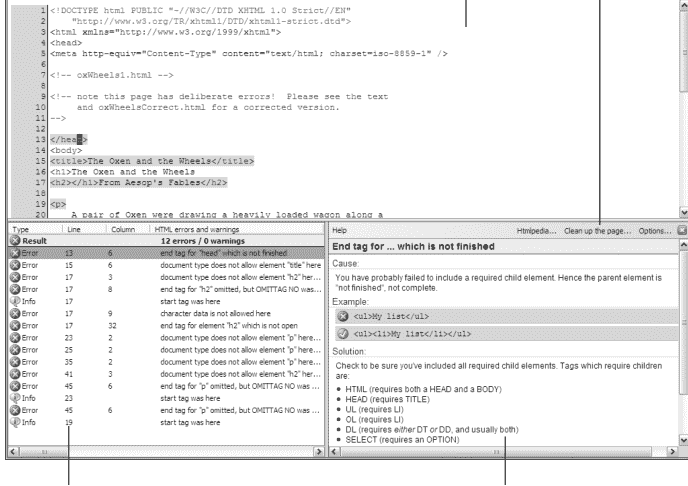 1 <!DOCTYPE html PUBLIC "-//W3C//DTD XHTML 1.0 Strict//EN"
2 "http://www.w3.org/TR/xhtml1/DTD/xhtml1-strict.dtd">
3 <html xmlns="http://www.w3.org/1999/xhtml">
4 <head>
5 <meta http-equiv="Content-Type" content="text/html; charset=iso-8859-1" />
6
7 <!-- oxWheels1.html -->
8
9 <!-- note this page has deliberate errors! Please see the text
10 and oxWheelsCorrect.html for a corrected version.
11 -->
12
13 </head>
14 <body>
15 <title>The Oxen and the Wheels</title>
16 <h1>The Oxen and the Wheels
17 <h2></h1>From Aesop's Fables</h2>
18
19 <p>
20 A pair of Oxen were drawing a heavily loaded wagon along a
Type Line Column HTML errors and warnings
Result 12 errors / 0 warnings
Error 13 6 end tag for "head" which is not finished
Error 15 6 document type does not allow element "title" here
Error 17 3 document type does not allow element "h2" her...
Error 17 8 end tag for "h2" omitted, but OMITTAG NO was...
Info 17 start tag was here
Error 17 9 character data is not allowed here
Error 17 32 end tag for element "h2" which is not open
Error 23 2 document type does not allow element "p" here...
Error 25 2 document type does not allow element "p" here...
Error 35 2 document type does not allow element "p" here...
Error 41 3 document type does not allow element "h2" her...
Error 45 6 end tag for "p" omitted, but OMITTAG NO was ...
Info 23 start tag was here
Error 45 6 end tag for "p" omitted, but OMITTAG NO was ...
Info 19 start tag was here
Help Htmlpedia... Clean up the page... Options...
End tag for ... which is not finished
Cause:
You have probably failed to include a required child element. Hence the parent element is
"not finished", not complete.
Example:
<ul>My list</ul>
<ul><li>My list</li></ul>
Solution:
Check to be sure you've included all required child elements. Tags which require children
are:
• HTML (requires both a HEAD and a BODY)
• HEAD (requires TITLE)
• UL (requires LI)
• OL (requires LI)
• DL (requires either DT or DD, and usually both)
• SELECT (requires an OPTION)